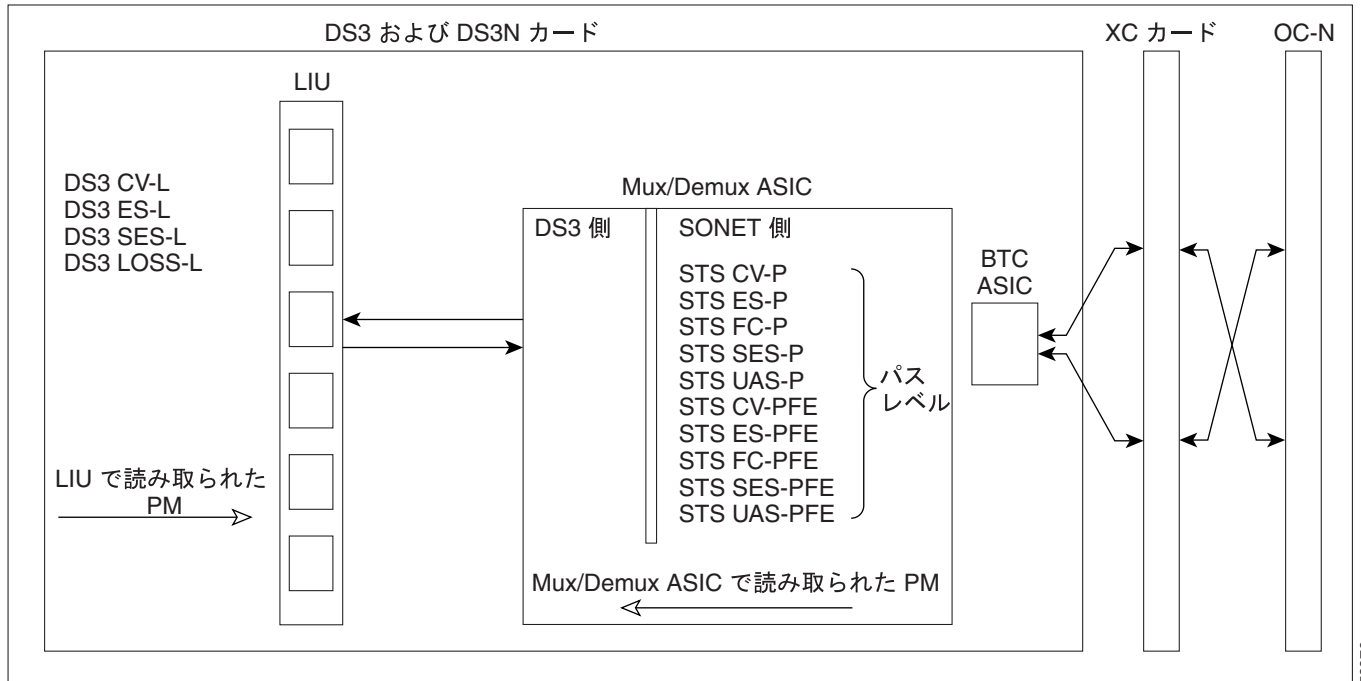 DS3 および DS3N カード
XC カード
OC-N
LIU
DS3 CV-L
DS3 ES-L
DS3 SES-L
DS3 LOSS-L
Mux/Demux ASIC
DS3 側
SONET 側
STS CV-P
STS ES-P
STS FC-P
STS SES-P
STS UAS-P
STS CV-PFE
STS ES-PFE
STS FC-PFE
STS SES-PFE
STS UAS-PFE
パス
レベル
BTC
ASIC
LIU で読み取られた
PM
Mux/Demux ASIC で読み取られた PM